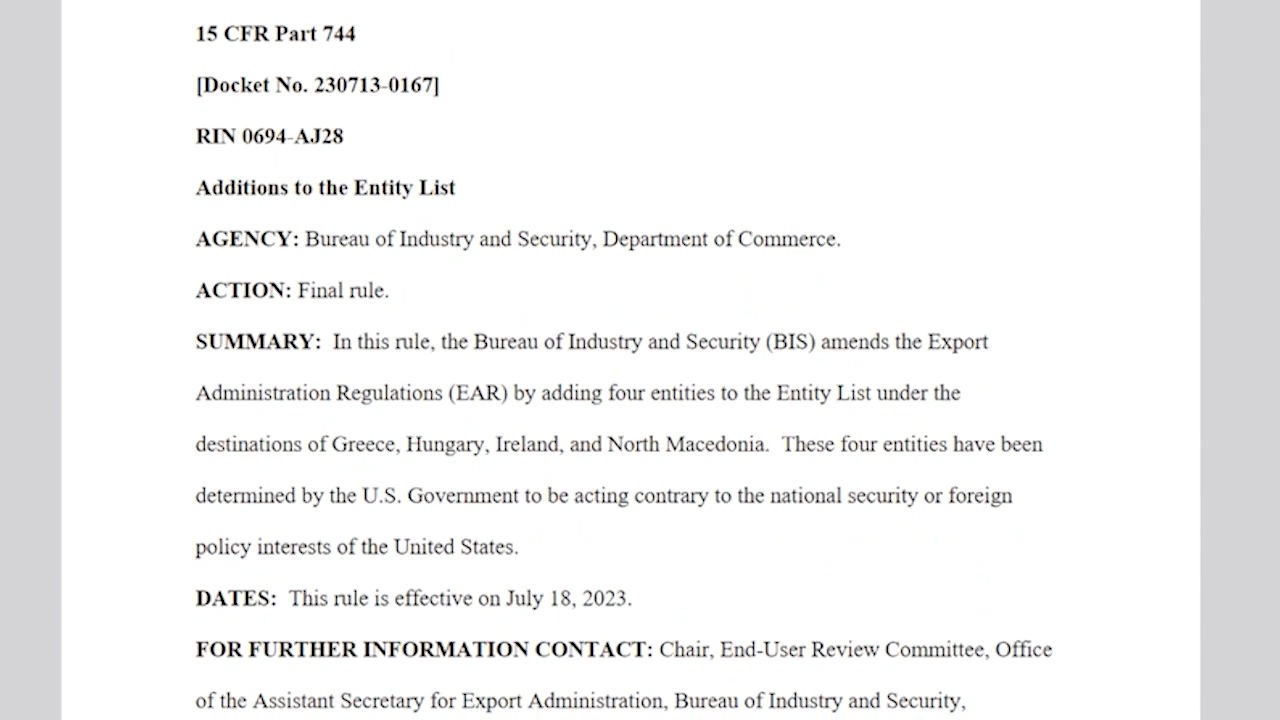 15 CFR Part 744
[Docket No. 230713-0167]
RIN 0694-AJ28
Additions to the Entity List
AGENCY: Bureau of Industry and Security, Department of Commerce.
ACTION: Final rule.
SUMMARY:  In this rule, the Bureau of Industry and Security (BIS) amends the Export
Administration Regulations (EAR) by adding four entities to the Entity List under the
destinations of Greece, Hungary, Ireland, and North Macedonia.  These four entities have been
determined by the U.S. Government to be acting contrary to the national security or foreign
policy interests of the United States.
DATES:  This rule is effective on July 18, 2023.
FOR FURTHER INFORMATION CONTACT: Chair, End-User Review Committee, Office
of the Assistant Secretary for Export Administration, Bureau of Industry and Security,